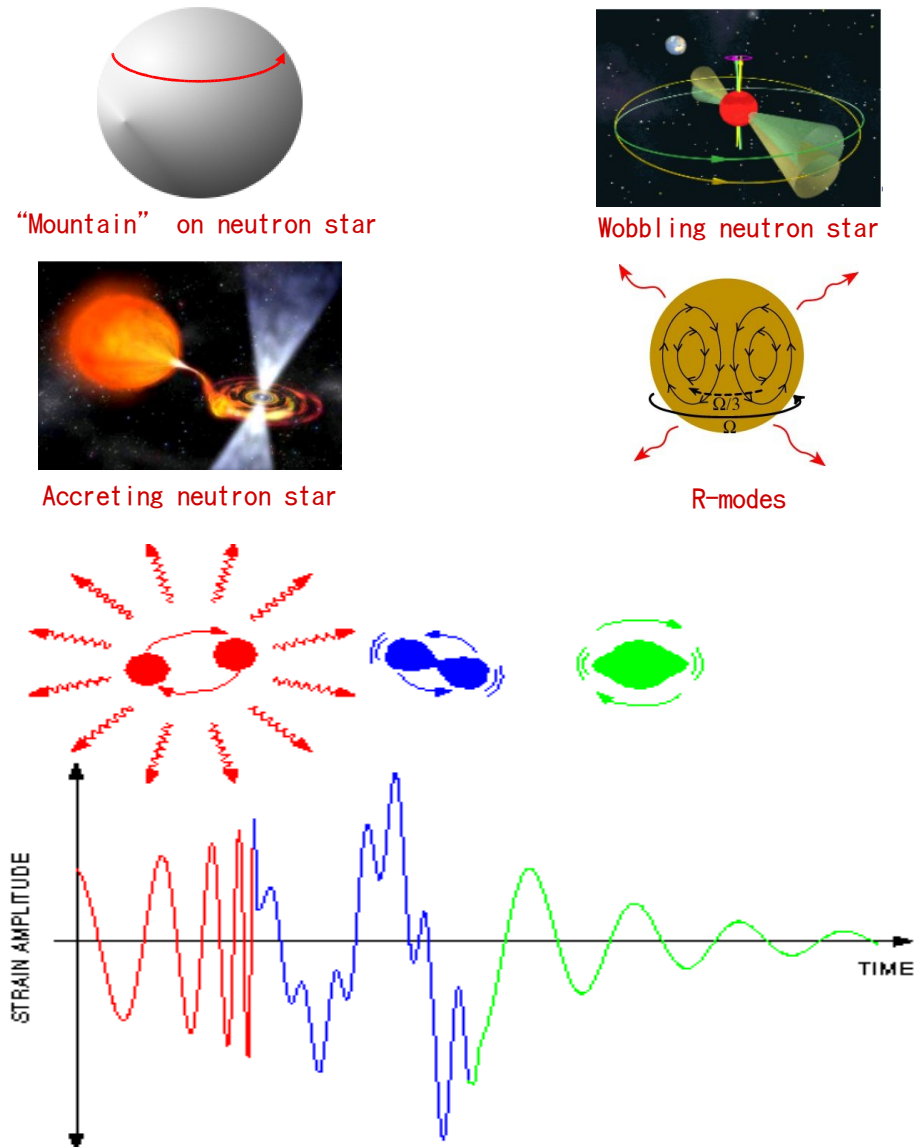 “Mountain” on neutron star
Wobbling neutron star
Accreting neutron star
Ω/3
Ω
R-modes
STRAIN AMPLITUDE
TIME